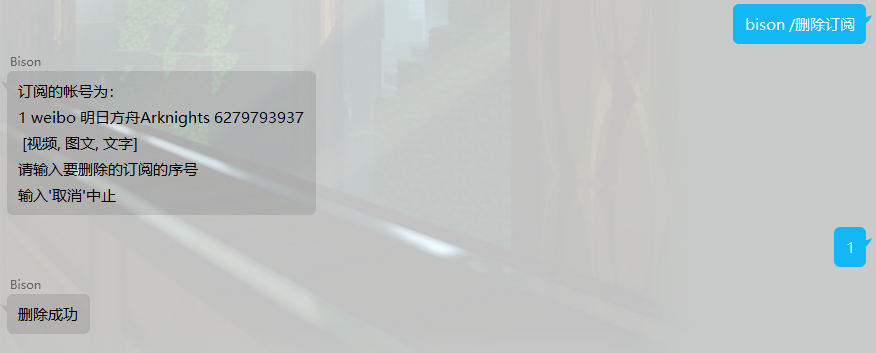 bison /删除订阅
Bison
订阅的帐号为：
1 weibo 明日方舟Arknights 6279793937
[视频, 图文, 文字]
请输入要删除的订阅的序号
输入'取消'中止
1
Bison
删除成功